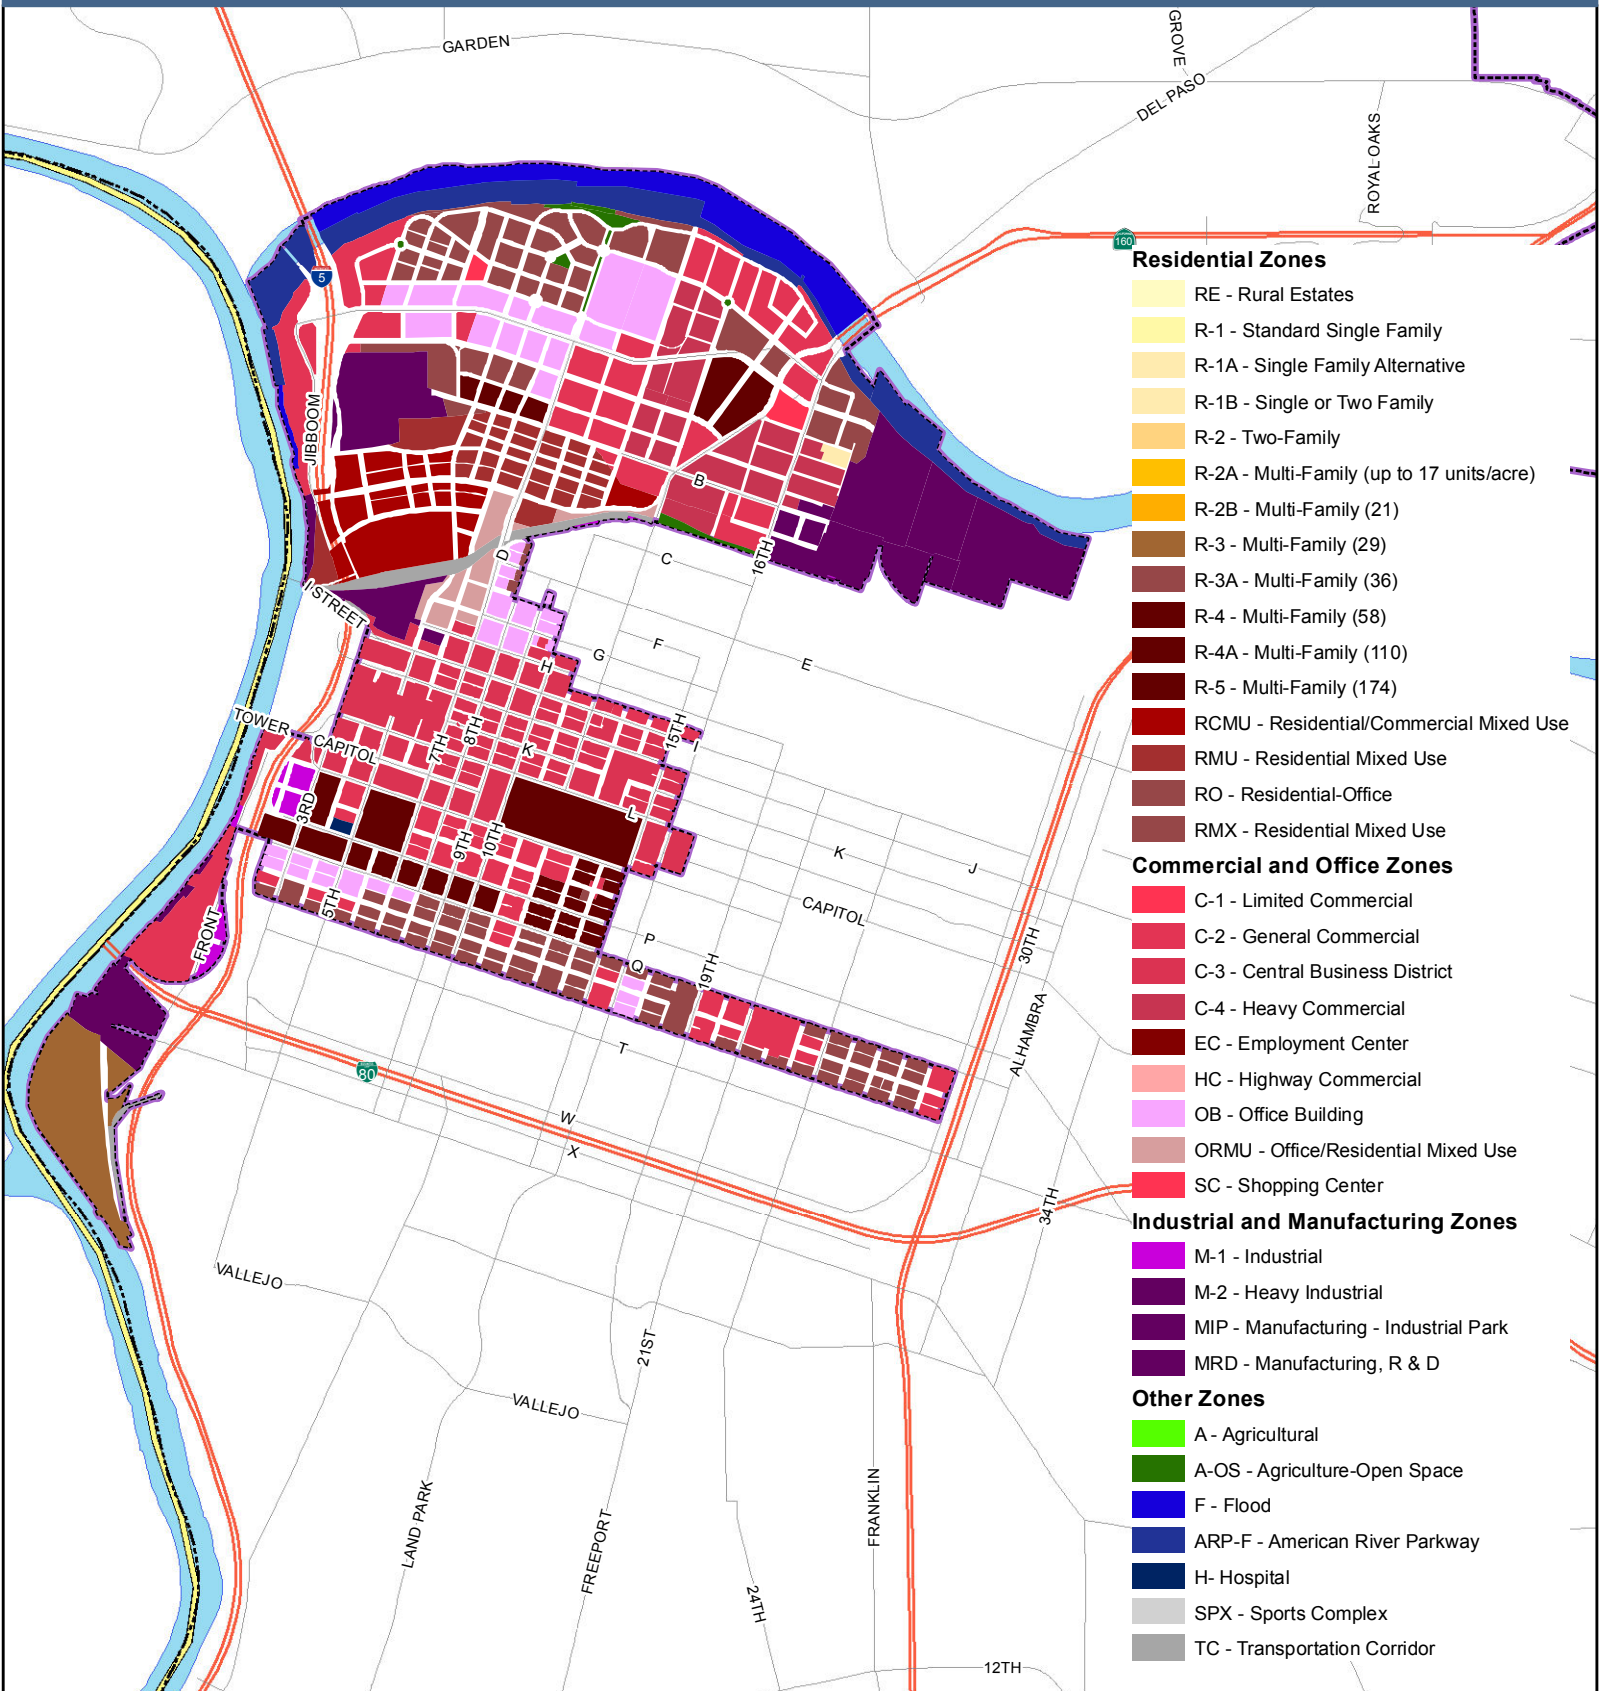 GARDEN
GROVE
DEL PASO
ROYAL OAKS
160
5
JIBBOOM
B
16TH
D
C
I STREET
F
G
E
H
TOWER
CAPITOL
7TH
8TH
K
15TH
I
3RD
L
9TH
10TH
K
J
5TH
CAPITOL
FRONT
P
Q
19TH
30TH
ALHAMBRA
T
80
W
X
34TH
VALLEJO
21ST
VALLEJO
LAND PARK
FREEPORT
FRANKLIN
24TH
12TH
Residential Zones
RE - Rural Estates
R-1 - Standard Single Family
R-1A - Single Family Alternative
R-1B - Single or Two Family
R-2 - Two-Family
R-2A - Multi-Family (up to 17 units/acre)
R-2B - Multi-Family (21)
R-3 - Multi-Family (29)
R-3A - Multi-Family (36)
R-4 - Multi-Family (58)
R-4A - Multi-Family (110)
R-5 - Multi-Family (174)
RCMU - Residential/Commercial Mixed Use
RMU - Residential Mixed Use
RO - Residential-Office
RMX - Residential Mixed Use
Commercial and Office Zones
C-1 - Limited Commercial
C-2 - General Commercial
C-3 - Central Business District
C-4 - Heavy Commercial
EC - Employment Center
HC - Highway Commercial
OB - Office Building
ORMU - Office/Residential Mixed Use
SC - Shopping Center
Industrial and Manufacturing Zones
M-1 - Industrial
M-2 - Heavy Industrial
MIP - Manufacturing - Industrial Park
MRD - Manufacturing, R & D
Other Zones
A - Agricultural
A-OS - Agriculture-Open Space
F - Flood
ARP-F - American River Parkway
H- Hospital
SPX - Sports Complex
TC - Transportation Corridor